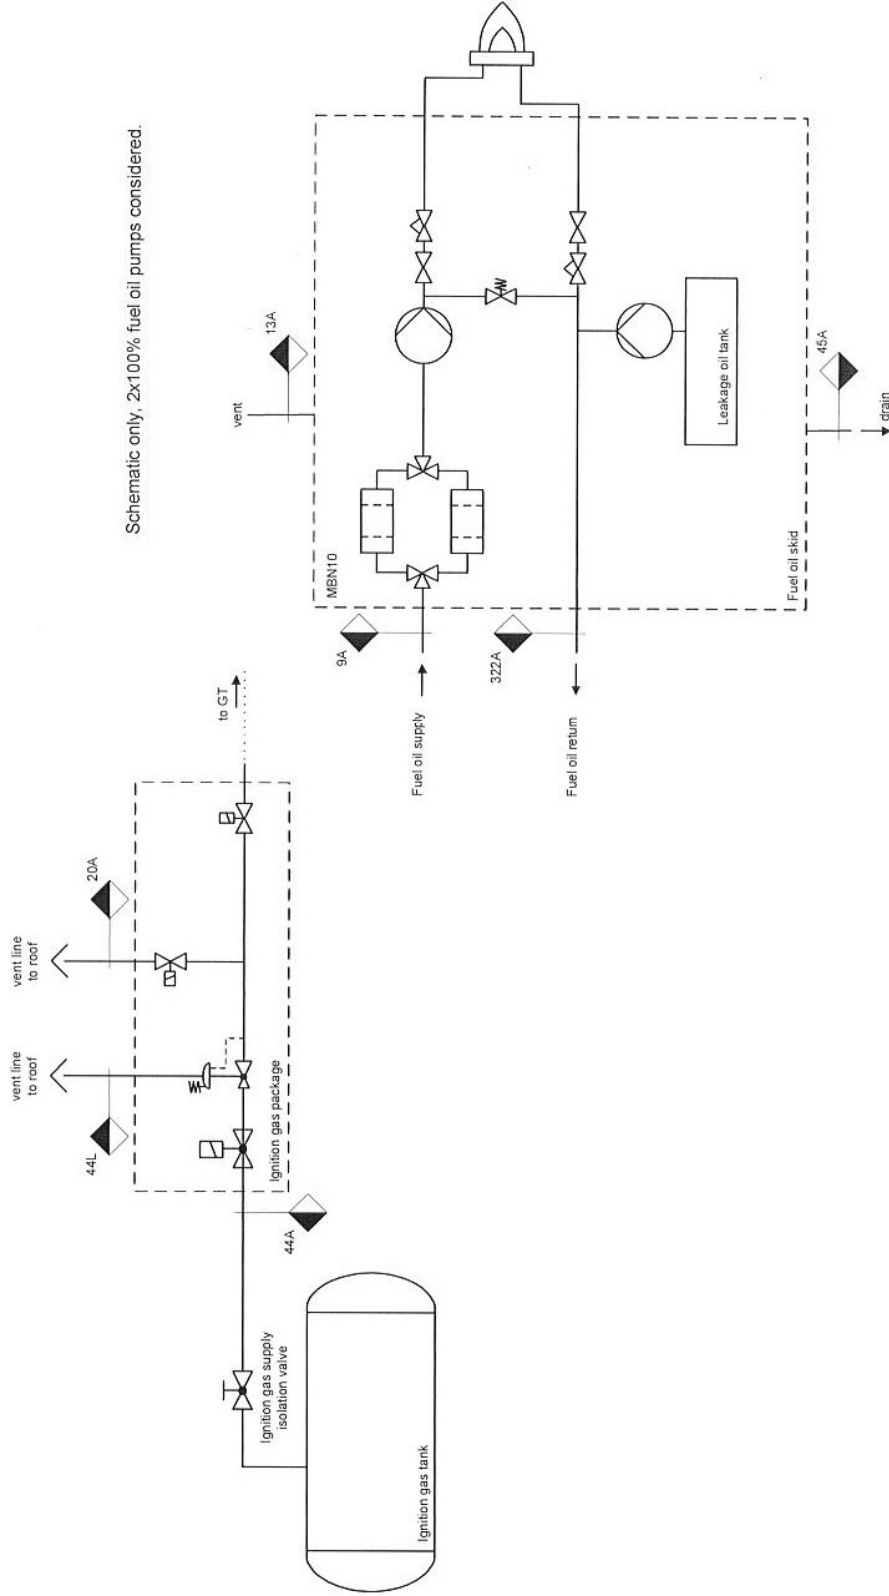 Schematic only, 2x100% fuel oil pumps considered.
vent line
to roof
vent line
to roof
44L
20A
to GT
Ignition gas package
44A
Ignition gas supply
isolation valve
Ignition gas tank
vent
13A
MBN10
9A
Fuel oil supply
322A
Fuel oil return
Leakage oil tank
Fuel oil skid
45A
drain